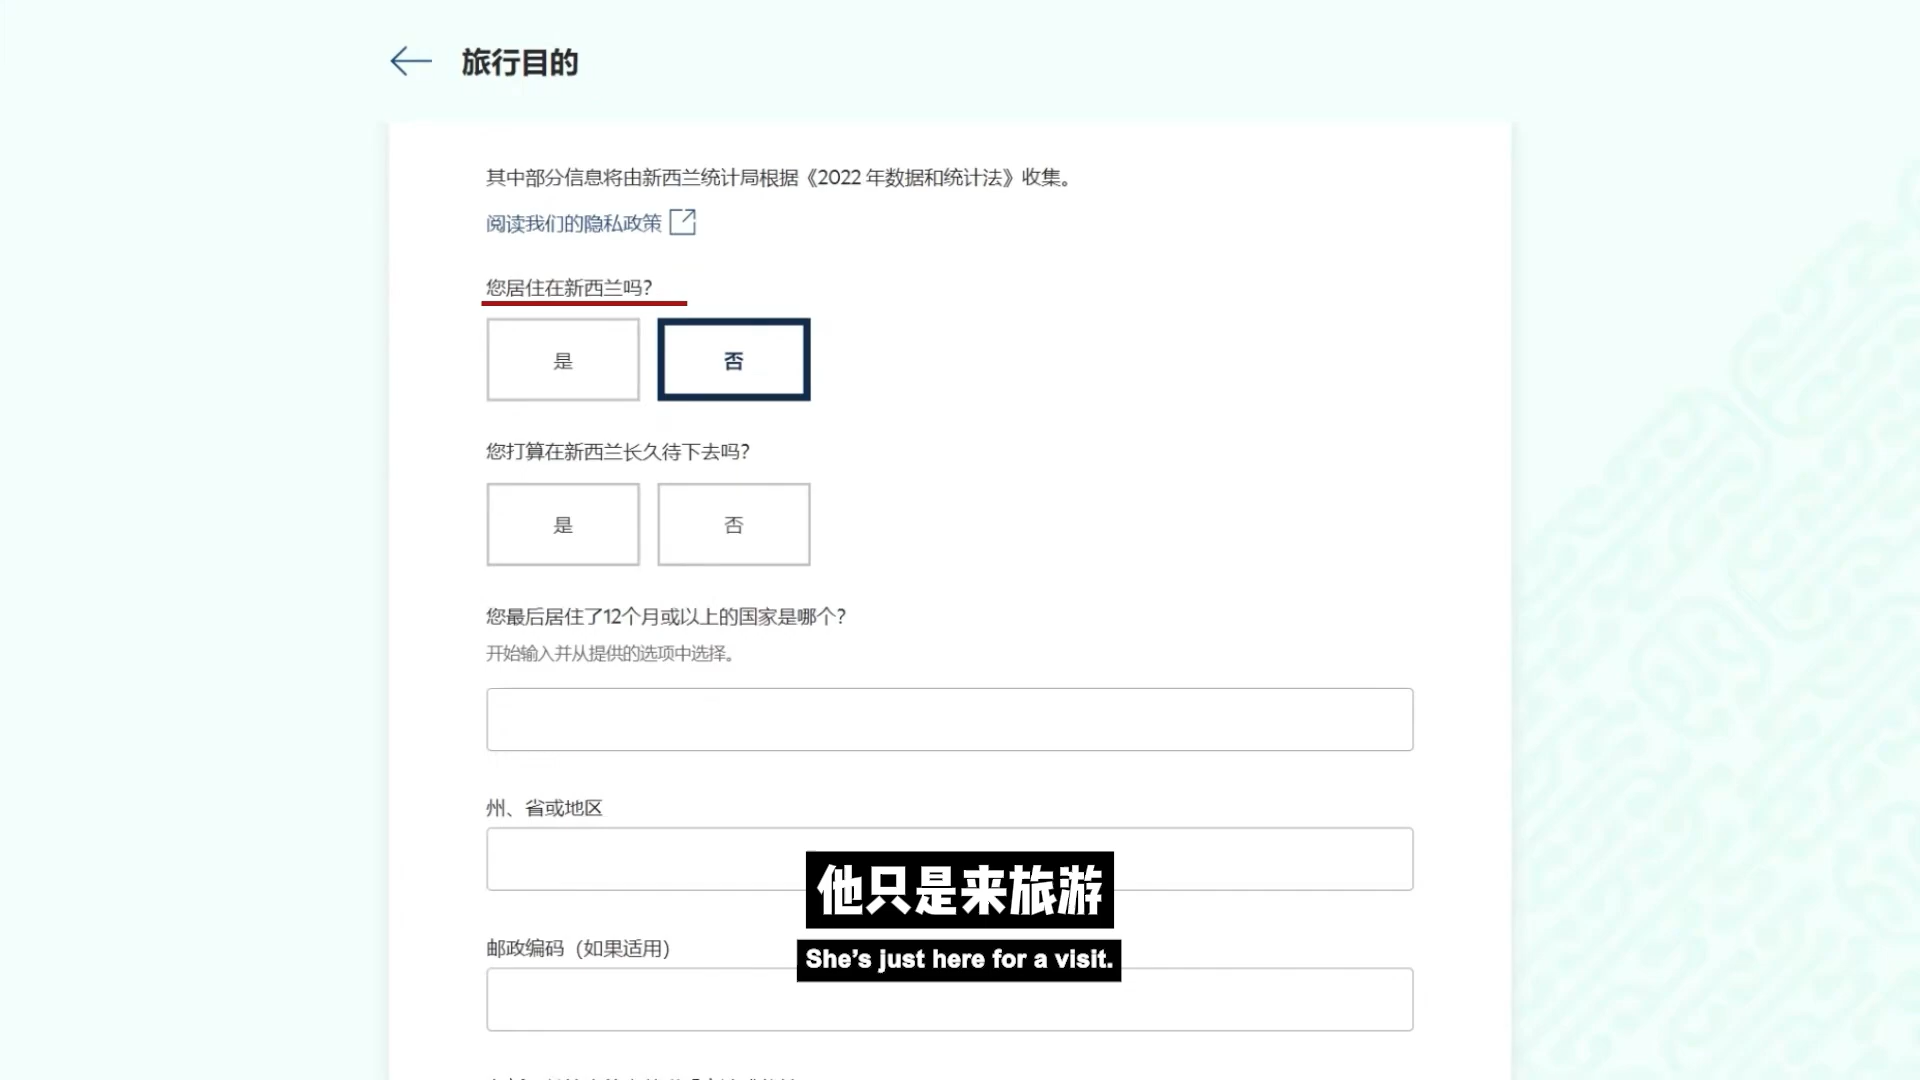 旅行目的
其中部分信息将由新西兰统计局根据《2022 年数据和统计法》收集。
阅读我们的隐私政策
您居住在新西兰吗?
是
否
您打算在新西兰长久待下去吗?
是
否
您最后居住了12个月或以上的国家是哪个?
开始输入并从提供的选项中选择。
州、省或地区
他只是来旅游
邮政编码（如果适用）
She's just here for a visit.